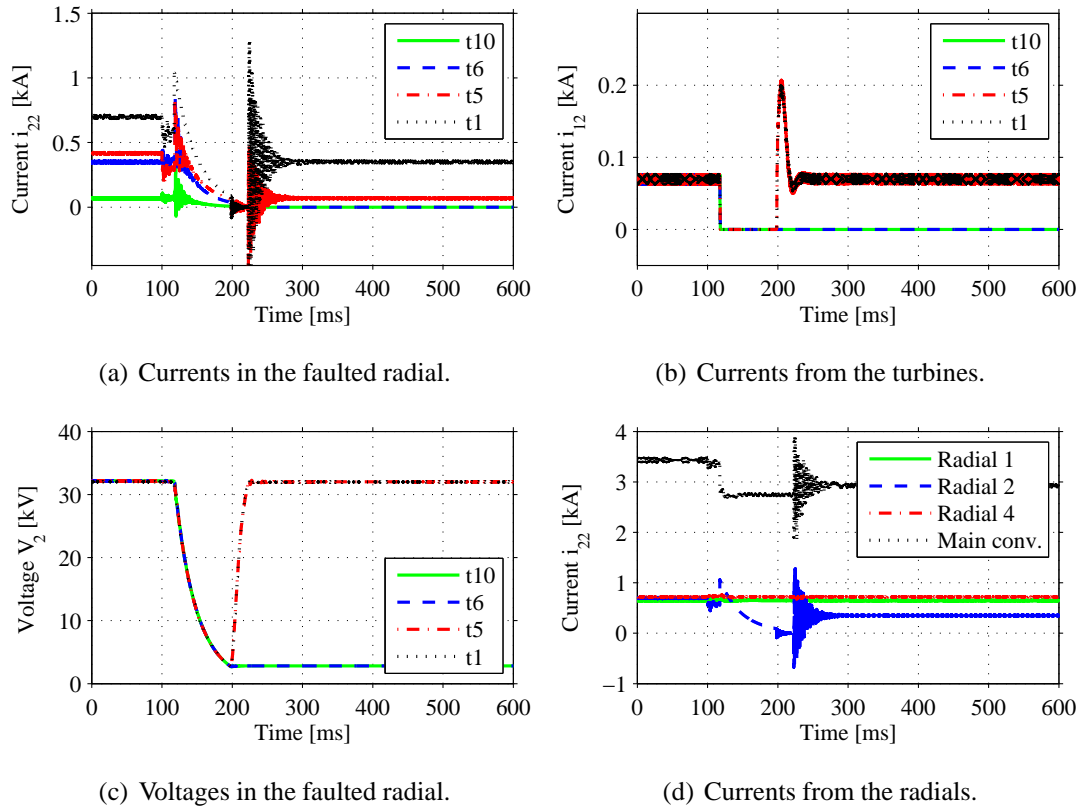 1.5
1
0.5
0
Current i22 [kA]
0 100 200 300 400 500 600
Time [ms]
t10
t6
t5
t1
(a) Currents in the faulted radial.
0.2
0.1
0
Current i12 [kA]
0 100 200 300 400 500 600
Time [ms]
t10
t6
t5
t1
(b) Currents from the turbines.
40
30
20
10
0
Voltage V2 [kV]
0 100 200 300 400 500 600
Time [ms]
t10
t6
t5
t1
(c) Voltages in the faulted radial.
4
3
2
1
0
−1
Current i22 [kA]
0 100 200 300 400 500 600
Time [ms]
Radial 1
Radial 2
Radial 4
Main conv.
(d) Currents from the radials.